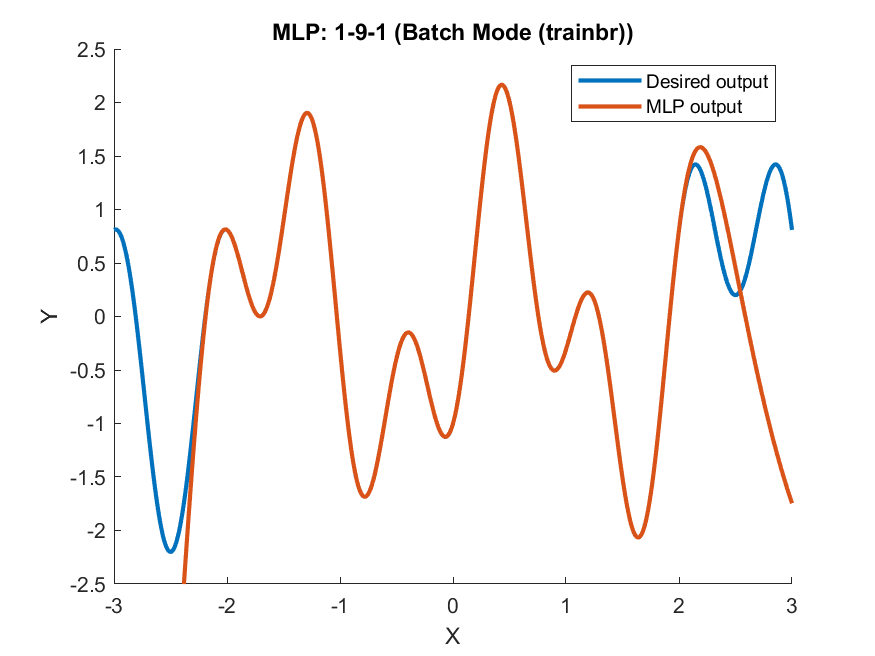 MLP: 1-9-1 (Batch Mode (trainbr))
2.5
2
1.5
1
0.5
0
-0.5
-1
-1.5
-2
-2.5
Y
Desired output
MLP output
-3 -2 -1 0 1 2 3
X